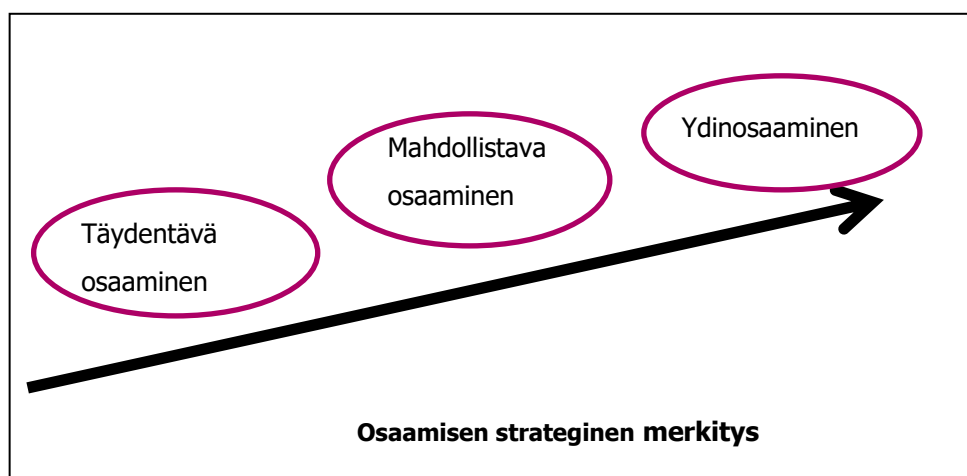 Täydentävä
osaaminen
Mahdollistava
osaaminen
Ydinosaaminen
Osaamisen strateginen merkitys